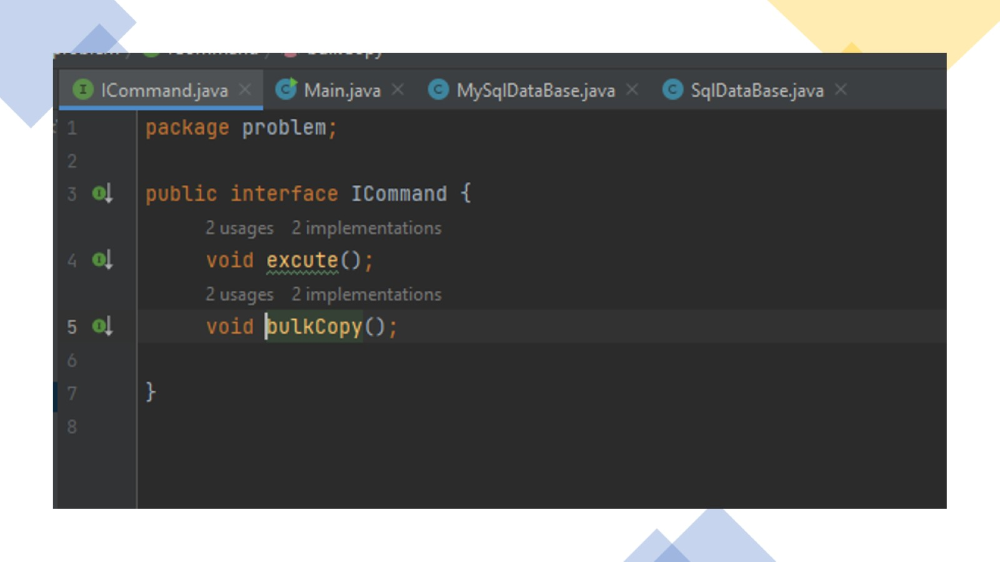 ICommand.java Main.java MySqlDataBase.java SqlDataBase.java
1 package problem;
2
3 public interface ICommand {
2 usages 2 implementations
4 void excute();
2 usages 2 implementations
5 void bulkCopy();
6
7 }
8